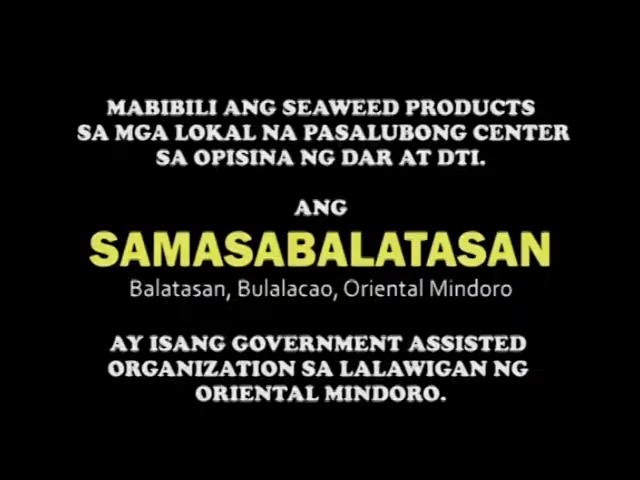 MABIBILI ANG SEAWEED PRODUCTS
SA MGA LOKAL NA PASALUBONG CENTER
SA OPISINA NG DAR AT DTI.
ANG
SAMASABALATASAN
Balatasan, Bulalacao, Oriental Mindoro
AY ISANG GOVERNMENT ASSISTED
ORGANIZATION SA LALAWIGAN NG
ORIENTAL MINDORO.